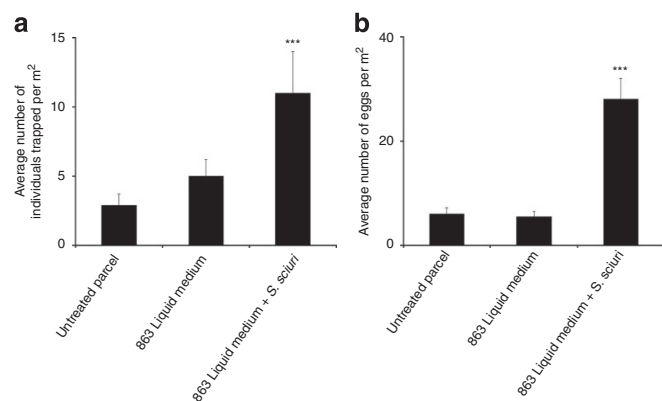 a
Average number of
individuals trapped per m²
15
10
5
0
***
Untreated parcel
863 Liquid medium
863 Liquid medium + S. sciuri
b
Average number of eggs per m²
40
20
0
***
Untreated parcel
863 Liquid medium
863 Liquid medium + S. sciuri